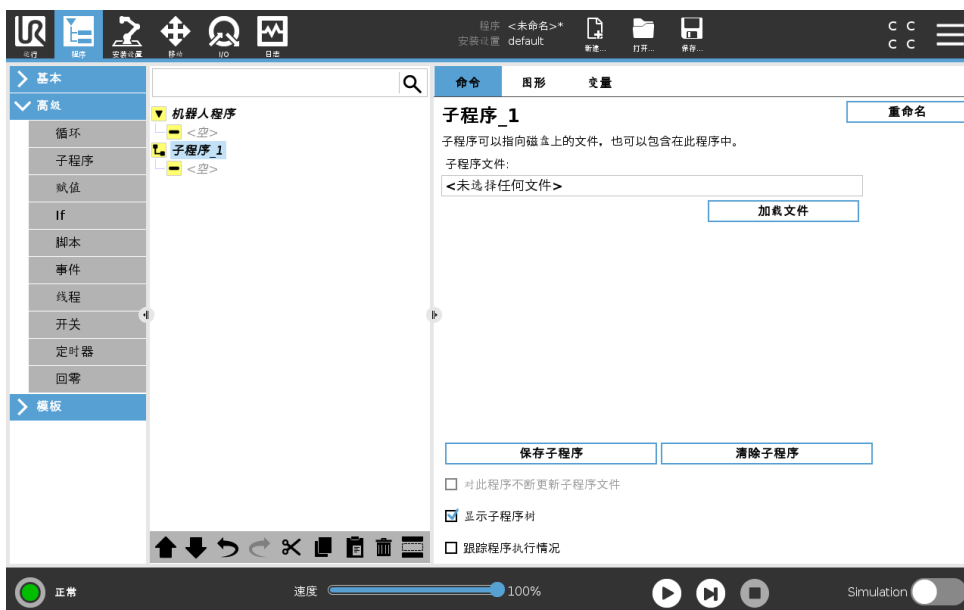 UR
运行
程序
安装设置
移动
I/O
日志
程序 <未命名>*
安装设置 default
新建...
打开...
保存...
C C
C C
基本
高级
循环
子程序
赋值
If
脚本
事件
线程
开关
定时器
回零
模板
机器人程序
<空>
子程序_1
<空>
命令
图形
变量
子程序_1
重命名
子程序可以指向磁盘上的文件，也可以包含在此程序中。
子程序文件:
<未选择任何文件>
加载文件
保存子程序
清除子程序
对此程序不断更新子程序文件
显示子程序树
跟踪程序执行情况
正常
速度
100%
Simulation